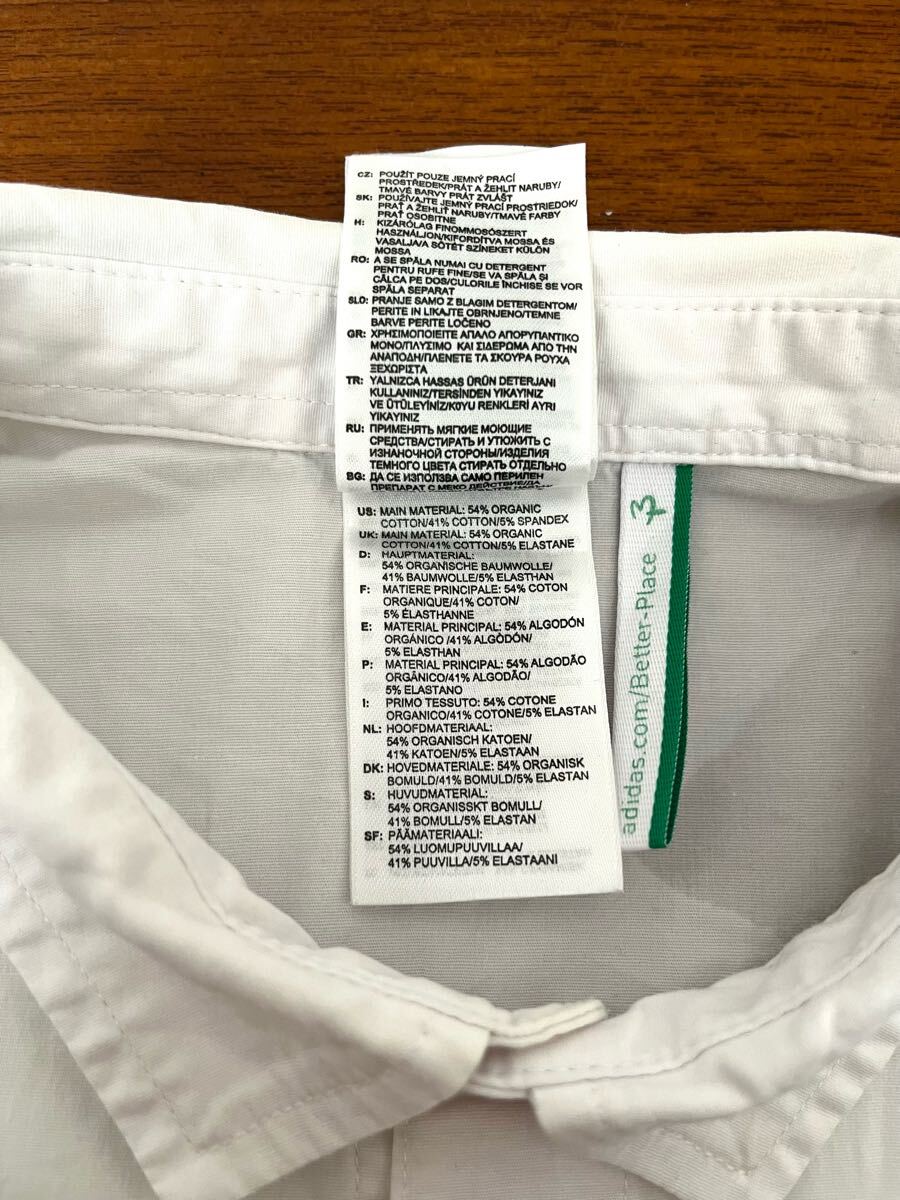 CZ: POUŽÍT POUZE JEMNÝ PRACÍ
PROSTŘEDEK/PRÁT A ŽEHLIT NARUBY/
TMAVÉ BARVY PRÁT ZVLÁŠT
SK: POUŽÍVAJTE JEMNÝ PRACÍ PROSTRIEDOK/
PRAŤ A ŽEHLIŤ NARUBY/TMAVÉ FARBY
PRAŤ OSOBITNE
H: KIZÁRÓLAG FINOMMOSÓSZERT
HASZNÁLJON/KIFORDÍTVA MOSSA ÉS
VASALJA/A SÖTÉT SZÍNEKET KÜLÖN
MOSSA
RO: A SE SPĂLA NUMAI CU DETERGENT
PENTRU RUFE FINE/SE VA SPĂLA ȘI
CĂLCA PE DOS/CULORILE ÎNCHISE SE VOR
SPĂLA SEPARAT
SLO: PRANJE SAMO Z BLAGIM DETERGENTOM/
PERITE IN LIKAJTE OBRNJENO/TEMNE
BARVE PERITE LOČENO
GR: ΧΡΗΣΙΜΟΠΟΙΕΙΤΕ ΑΠΑΛΟ ΑΠΟΡΥΠΑΝΤΙΚΟ
ΜΟΝΟ/ΠΛΥΣΙΜΟ ΚΑΙ ΣΙΔΕΡΩΜΑ ΑΠΟ ΤΗΝ
ΑΝΑΠΟΔΗ/ΠΛΕΝΕΤΕ ΤΑ ΣΚΟΥΡΑ ΡΟΥΧΑ
ΞΕΧΩΡΙΣΤΑ
TR: YALNIZCA HASSAS ÜRÜN DETERJANI
KULLANINIZ/TERSİNDEN YIKAYINIZ
VE ÜTÜLEYİNİZ/KOYU RENKLERİ AYRI
YIKAYINIZ
RU: ПРИМЕНЯТЬ МЯГКИЕ МОЮЩИЕ
СРЕДСТВА/СТИРАТЬ И УТЮЖИТЬ С
ИЗНАНОЧНОЙ СТОРОНЫ/ИЗДЕЛИЯ
ТЕМНОГО ЦВЕТА СТИРАТЬ ОТДЕЛЬНО
BG: ДА СЕ ИЗПОЛЗВА САМО ПЕРИЛЕН
ПРЕПАРАТ С МЕКО ДЕЙСТВИЕ/ДА
US: MAIN MATERIAL: 54% ORGANIC
COTTON/41% COTTON/5% SPANDEX
UK: MAIN MATERIAL: 54% ORGANIC
COTTON/41% COTTON/5% ELASTANE
D: HAUPTMATERIAL:
54% ORGANISCHE BAUMWOLLE/
41% BAUMWOLLE/5% ELASTHAN
F: MATIERE PRINCIPALE: 54% COTON
ORGANIQUE/41% COTON/
5% ÉLASTHANNE
E: MATERIAL PRINCIPAL: 54% ALGODÓN
ORGÁNICO /41% ALGODÓN/
5% ELASTHAN
P: MATERIAL PRINCIPAL: 54% ALGODÃO
ORGÂNICO/41% ALGODÃO/
5% ELASTANO
I: PRIMO TESSUTO: 54% COTONE
ORGANICO/41% COTONE/5% ELASTAN
NL: HOOFDMATERIAAL:
54% ORGANISCH KATOEN/
41% KATOEN/5% ELASTAAN
DK: HOVEDMATERIALE: 54% ORGANISK
BOMULD/41% BOMULD/5% ELASTAN
S: HUVUDMATERIAL:
54% ORGANISSKT BOMULL/
41% BOMULL/5% ELASTAN
SF: PÄÄMATERIAALI:
54% LUOMUPUUVILLAA/
41% PUUVILLA/5% ELASTAANI
adidas.com/Better-Place